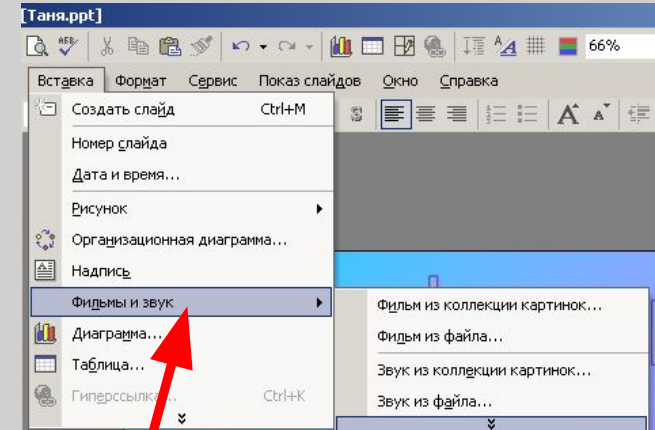 [Таня.ppt]
ABC 66%
Вставка Формат Сервис Показ слайдов Окно Справка
Создать слайд Ctrl+M S A A
Номер слайда
Дата и время...
Рисунок
Организационная диаграмма...
Надпись
Фильмы и звук
Фильм из коллекции картинок...
Диаграмма...
Фильм из файла...
Таблица...
Звук из коллекции картинок...
Гиперссылка... Ctrl+K
Звук из файла...